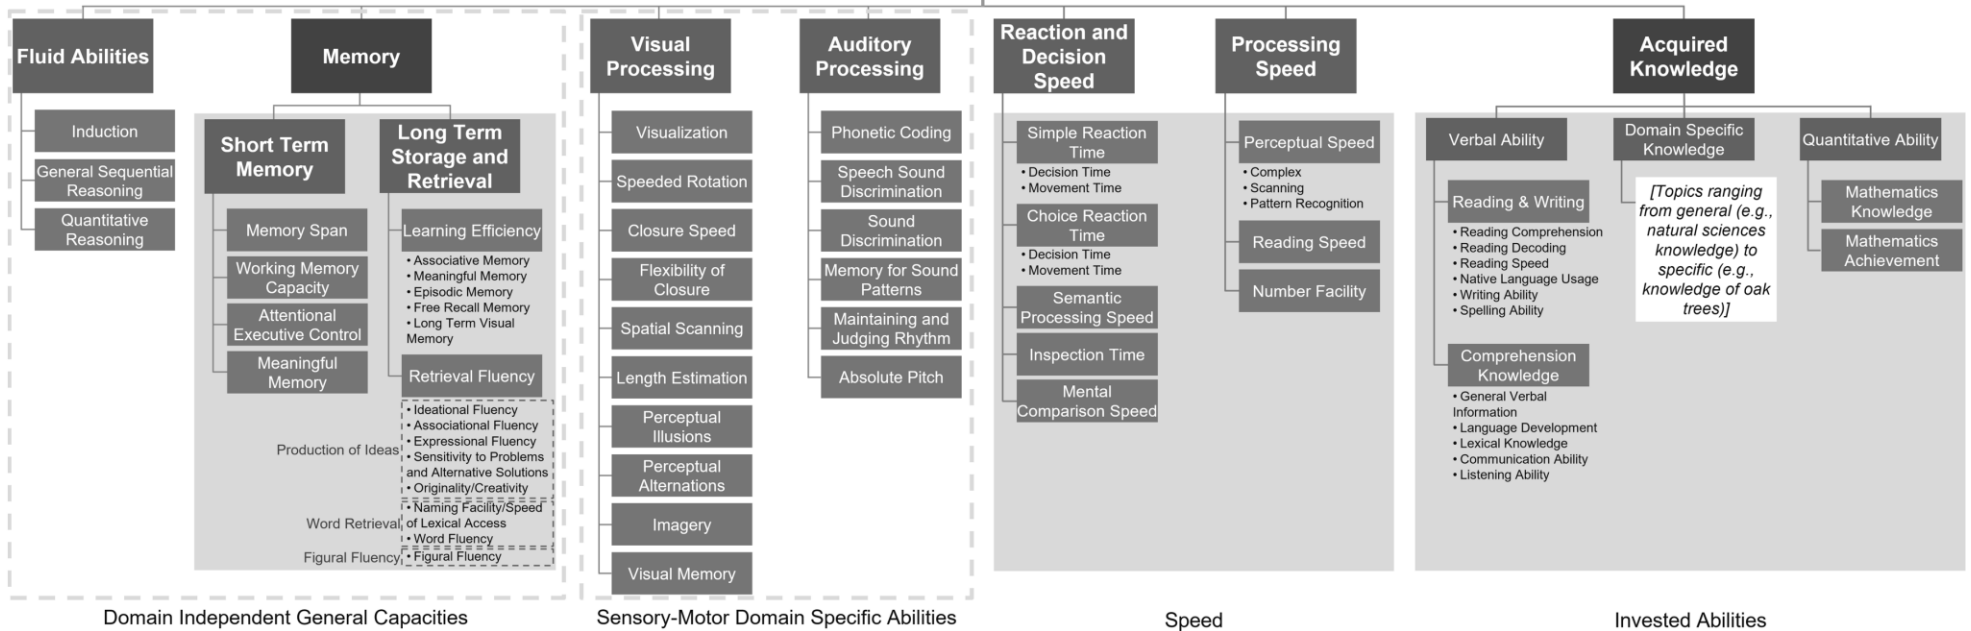 Fluid Abilities
Induction
General Sequential
Reasoning
Quantitative
Reasoning
Memory
Short Term
Memory
Memory Span
Working Memory
Capacity
Attentional
Executive Control
Meaningful
Memory
Long Term
Storage and
Retrieval
Learning Efficiency
• Associative Memory
• Meaningful Memory
• Episodic Memory
• Free Recall Memory
• Long Term Visual
Memory
Retrieval Fluency
Production of Ideas
• Ideational Fluency
• Associational Fluency
• Expressional Fluency
• Sensitivity to Problems
and Alternative Solutions
• Originality/Creativity
Word Retrieval
• Naming Facility/Speed
of Lexical Access
• Word Fluency
Figural Fluency
• Figural Fluency
Domain Independent General Capacities
Visual
Processing
Visualization
Speeded Rotation
Closure Speed
Flexibility of
Closure
Spatial Scanning
Length Estimation
Perceptual
Illusions
Perceptual
Alternations
Imagery
Visual Memory
Auditory
Processing
Phonetic Coding
Speech Sound
Discrimination
Sound
Discrimination
Memory for Sound
Patterns
Maintaining and
Judging Rhythm
Absolute Pitch
Sensory-Motor Domain Specific Abilities
Reaction and
Decision
Speed
Simple Reaction
Time
• Decision Time
• Movement Time
Choice Reaction
Time
• Decision Time
• Movement Time
Semantic
Processing Speed
Inspection Time
Mental
Comparison Speed
Processing
Speed
Perceptual Speed
• Complex
• Scanning
• Pattern Recognition
Reading Speed
Number Facility
Speed
Acquired
Knowledge
Verbal Ability
Reading & Writing
• Reading Comprehension
• Reading Decoding
• Reading Speed
• Native Language Usage
• Writing Ability
• Spelling Ability
Comprehension
Knowledge
• General Verbal
Information
• Language Development
• Lexical Knowledge
• Communication Ability
• Listening Ability
Domain Specific
Knowledge
[Topics ranging
from general (e.g.,
natural sciences
knowledge) to
specific (e.g.,
knowledge of oak
trees)]
Quantitative Ability
Mathematics
Knowledge
Mathematics
Achievement
Invested Abilities